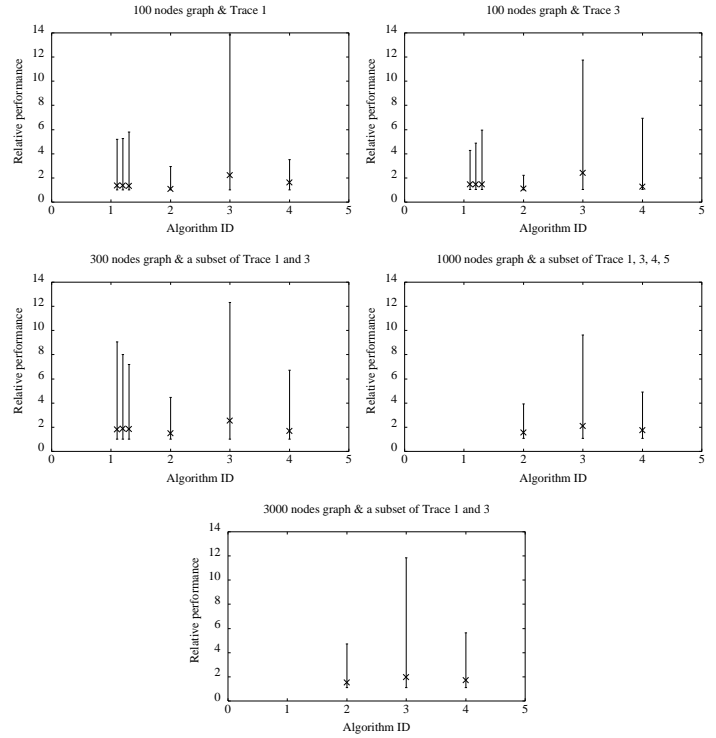 100 nodes graph & Trace 1
14
12
10
8
6
4
2
0
Relative performance
0 1 2 3 4 5
Algorithm ID
100 nodes graph & Trace 3
14
12
10
8
6
4
2
0
Relative performance
0 1 2 3 4 5
Algorithm ID
300 nodes graph & a subset of Trace 1 and 3
14
12
10
8
6
4
2
0
Relative performance
0 1 2 3 4 5
Algorithm ID
1000 nodes graph & a subset of Trace 1, 3, 4, 5
14
12
10
8
6
4
2
0
Relative performance
0 1 2 3 4 5
Algorithm ID
3000 nodes graph & a subset of Trace 1 and 3
14
12
10
8
6
4
2
0
Relative performance
0 1 2 3 4 5
Algorithm ID